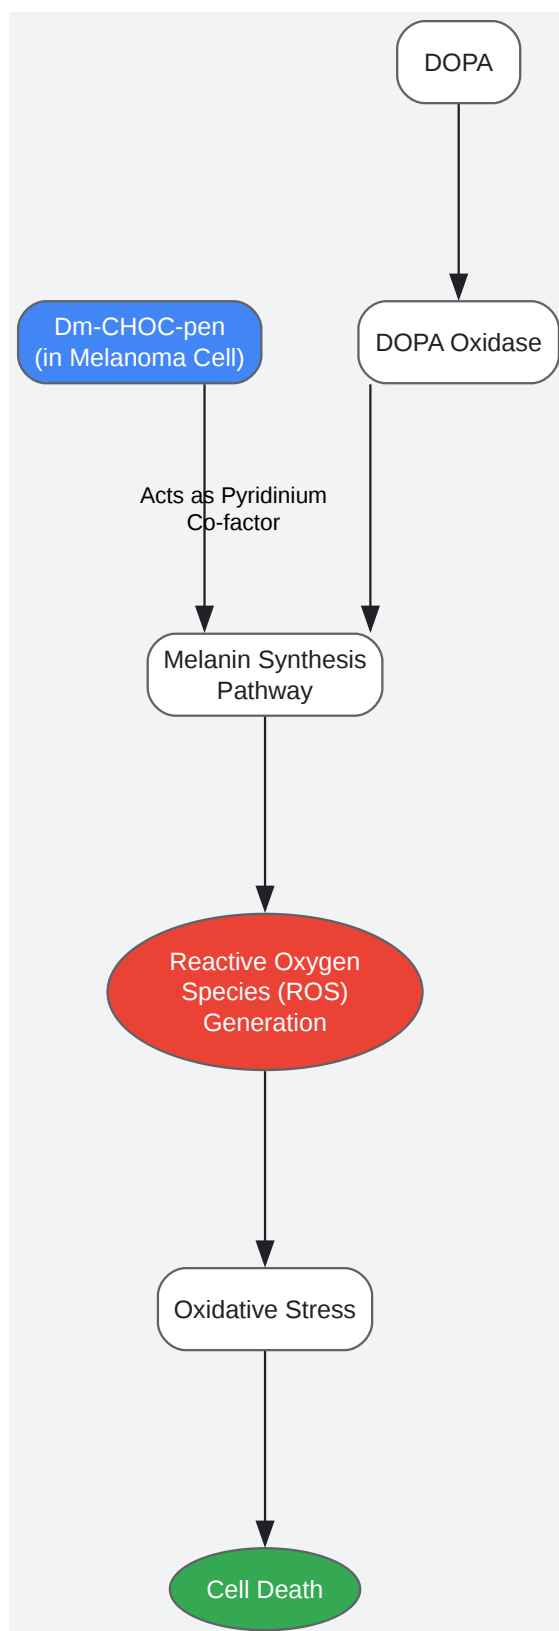 DOPA
Dm-CHOC-pen
(in Melanoma Cell)
DOPA Oxidase
Acts as Pyridinium
Co-factor
Melanin Synthesis
Pathway
Reactive Oxygen
Species (ROS)
Generation
Oxidative Stress
Cell Death